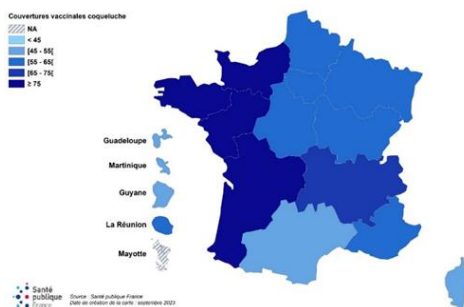 Couvertures vaccinales coqueluche
NA
< 45
[45 - 55[
[55 - 65[
[65 - 75[
≥ 75
Guadeloupe
Martinique
Guyane
La Réunion
Mayotte
Santé
publique
France
Source : Santé publique France
Date de création de la carte : septembre 2023